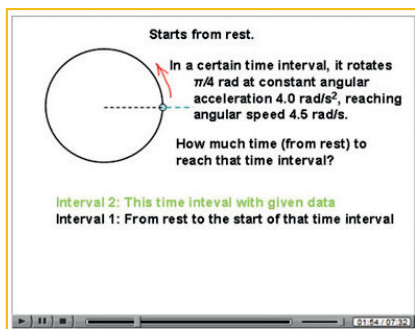 Starts from rest.
In a certain time interval, it rotates
π/4 rad at constant angular
acceleration 4.0 rad/s², reaching
angular speed 4.5 rad/s.
How much time (from rest) to
reach that time interval?
Interval 2: This time inteval with given data
Interval 1: From rest to the start of that time interval
01:54 / 07:32